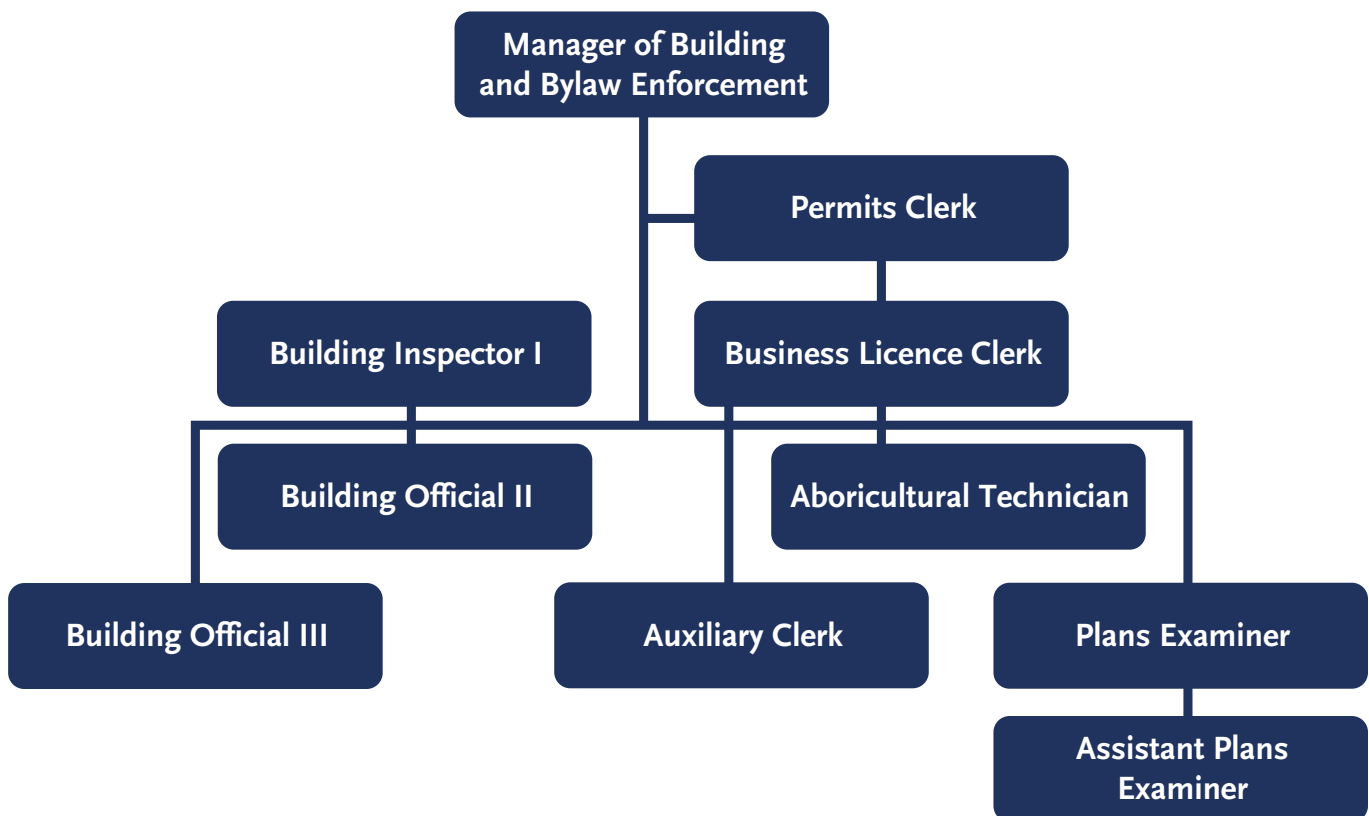 Manager of Building
and Bylaw Enforcement
Permits Clerk
Building Inspector I
Business Licence Clerk
Building Official II
Aboricultural Technician
Building Official III
Auxiliary Clerk
Plans Examiner
Assistant Plans
Examiner